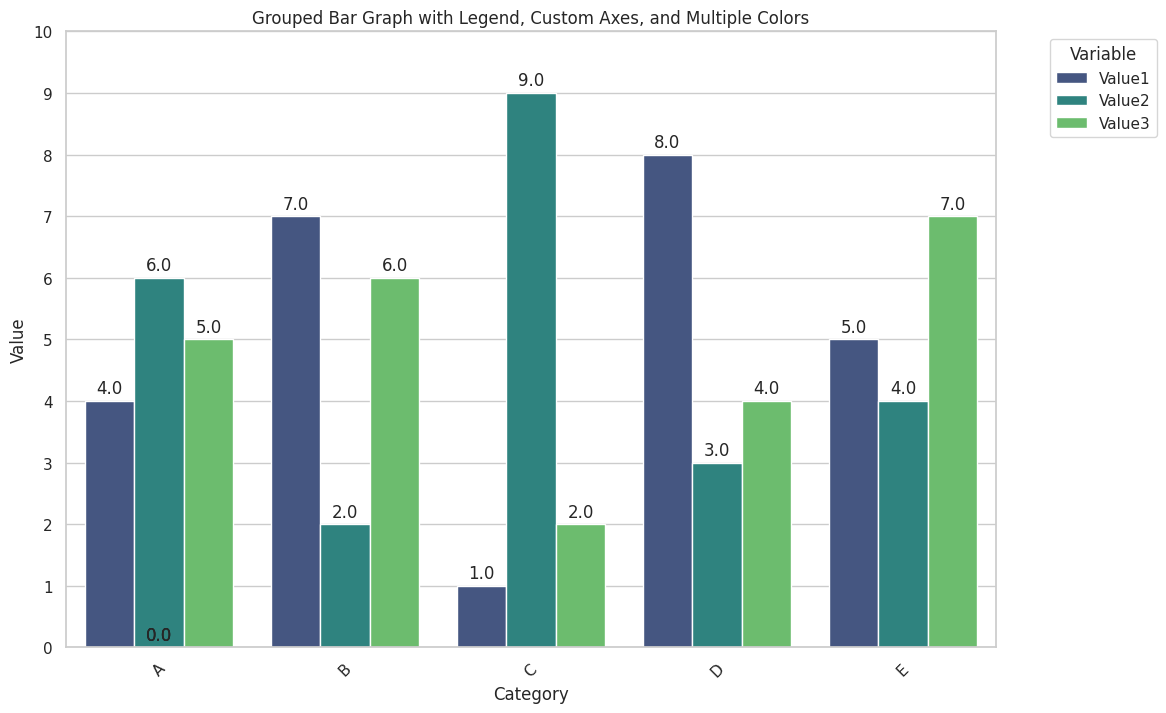 Grouped Bar Graph with Legend, Custom Axes, and Multiple Colors
Variable
Value1
Value2
Value3
Value
10
9
8
7
6
5
4
3
2
1
0
4.0
6.0
5.0
0.0
7.0
2.0
6.0
1.0
9.0
2.0
8.0
3.0
4.0
5.0
4.0
7.0
A
B
C
D
E
Category